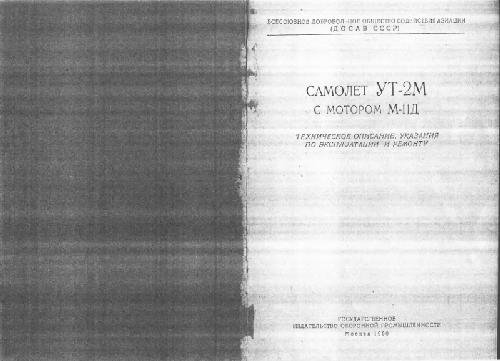 ВСЕСОЮЗНОЕ ДОБРОВОЛЬНОЕ ОБЩЕСТВО СОДЕЙСТВИЯ АВИАЦИИ
(ДОСАВ СССР)
САМОЛЕТ УТ-2М
С МОТОРОМ М-11Д
ТЕХНИЧЕСКОЕ ОПИСАНИЕ, УКАЗАНИЯ
ПО ЭКСПЛУАТАЦИИ И РЕМОНТУ
ГОСУДАРСТВЕННОЕ
ИЗДАТЕЛЬСТВО ОБОРОННОЙ ПРОМЫШЛЕННОСТИ
Москва